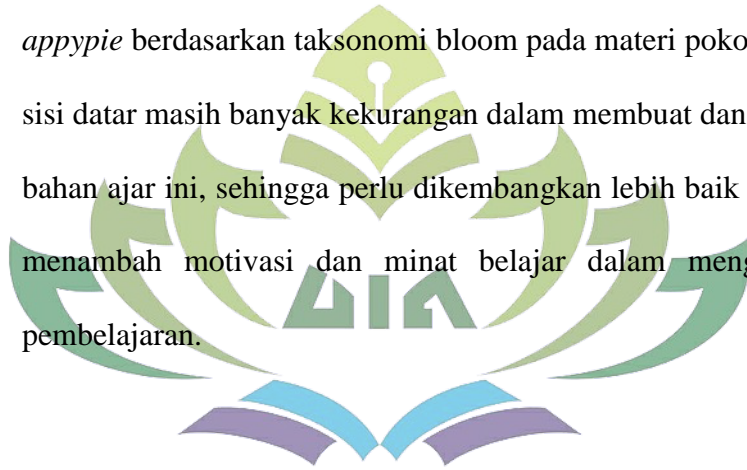 appypie berdasarkan taksonomi bloom pada materi poko
sisi datar masih banyak kekurangan dalam membuat dan
bahan ajar ini, sehingga perlu dikembangkan lebih baik
menambah motivasi dan minat belajar dalam meng
pembelajaran.
UIN